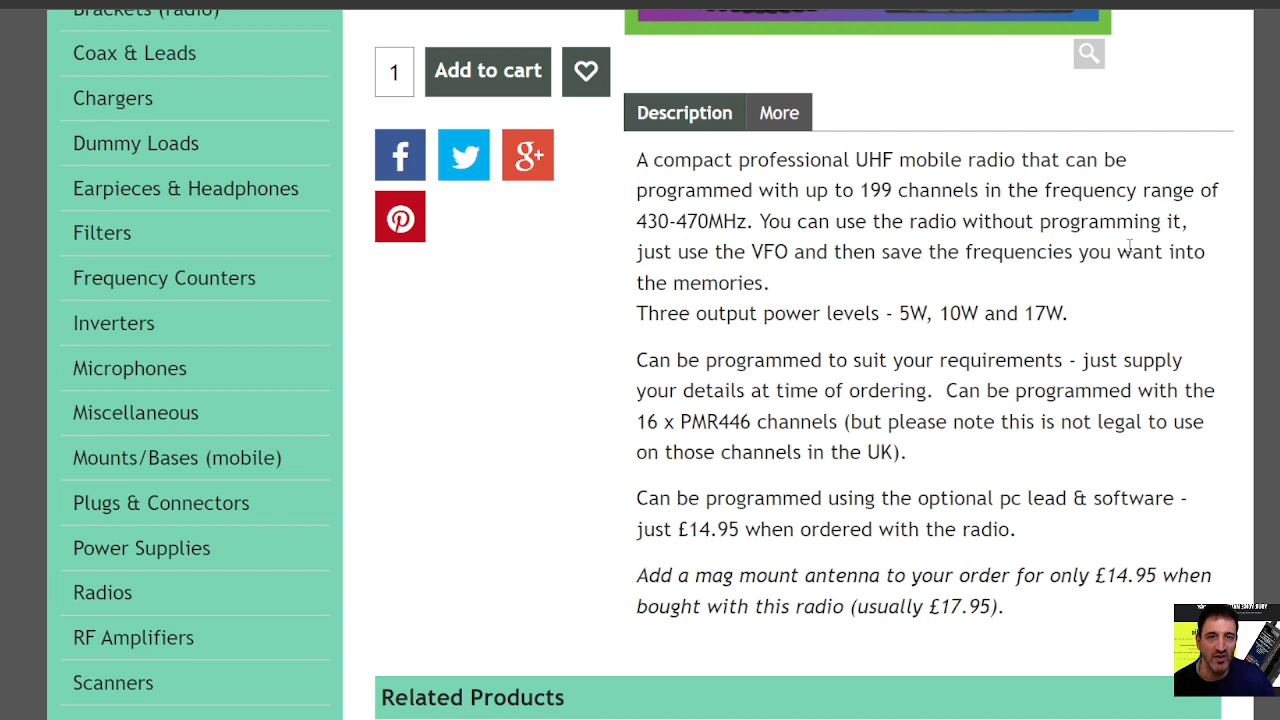 Brackets (radio)
Coax & Leads
Chargers
Dummy Loads
Earpieces & Headphones
Filters
Frequency Counters
Inverters
Microphones
Miscellaneous
Mounts/Bases (mobile)
Plugs & Connectors
Power Supplies
Radios
RF Amplifiers
Scanners
1
Add to cart
f
g+
Description
More
A compact professional UHF mobile radio that can be
programmed with up to 199 channels in the frequency range of
430-470MHz. You can use the radio without programming it,
just use the VFO and then save the frequencies you want into
the memories.
Three output power levels - 5W, 10W and 17W.
Can be programmed to suit your requirements - just supply
your details at time of ordering. Can be programmed with the
16 x PMR446 channels (but please note this is not legal to use
on those channels in the UK).
Can be programmed using the optional pc lead & software -
just £14.95 when ordered with the radio.
Add a mag mount antenna to your order for only £14.95 when
bought with this radio (usually £17.95).
Related Products